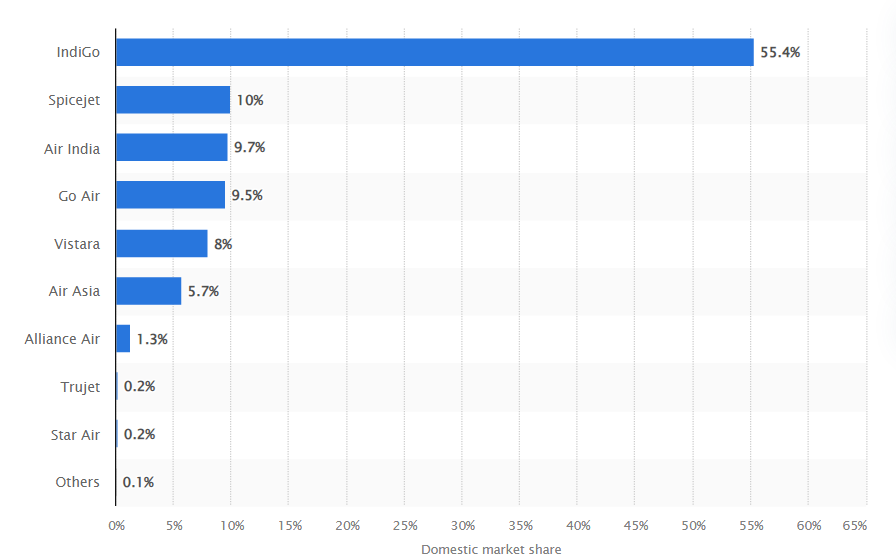 IndiGo 55.4%
Spicejet 10%
Air India 9.7%
Go Air 9.5%
Vistara 8%
Air Asia 5.7%
Alliance Air 1.3%
Trujet 0.2%
Star Air 0.2%
Others 0.1%
0% 5% 10% 15% 20% 25% 30% 35% 40% 45% 50% 55% 60% 65%
Domestic market share